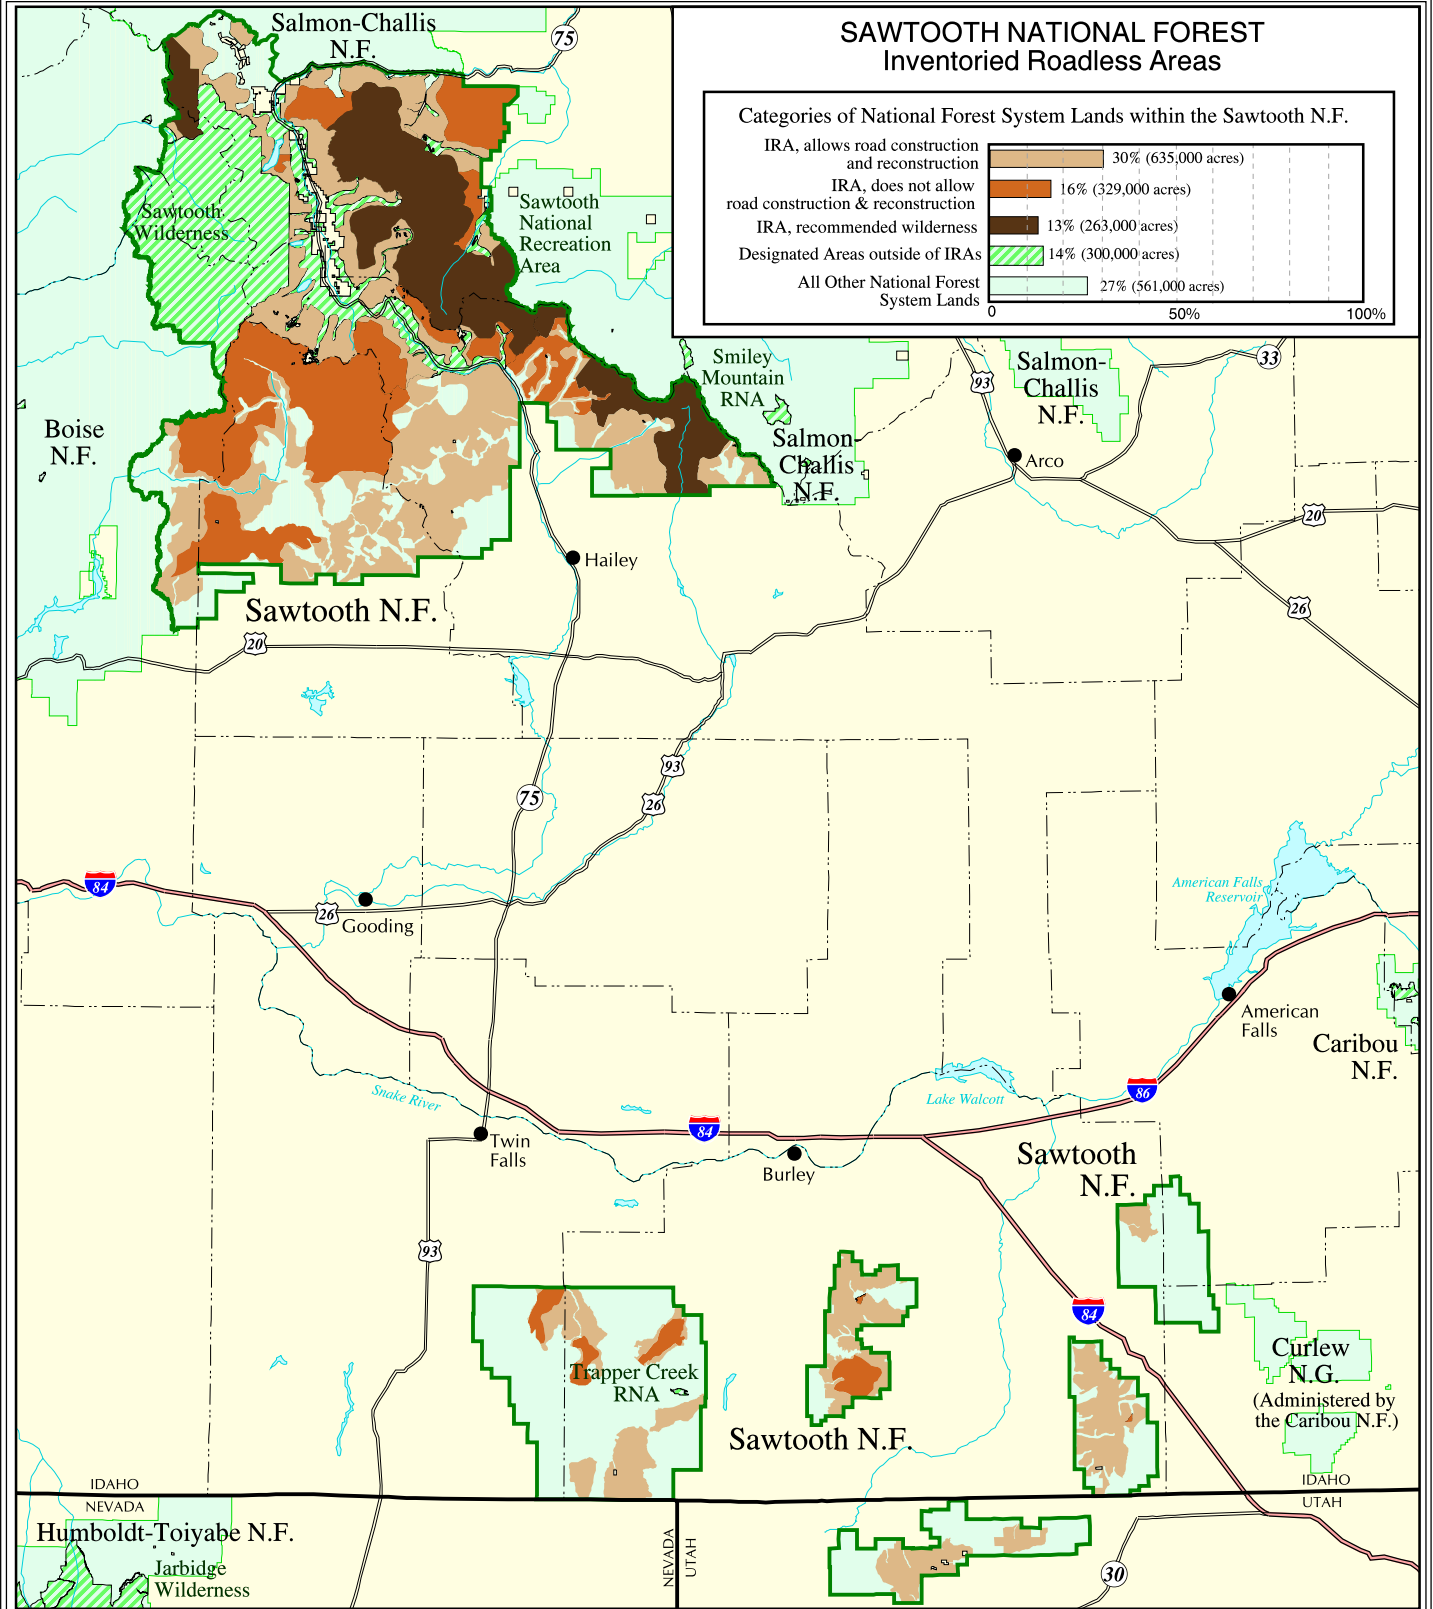 SAWTOOTH NATIONAL FOREST
Inventoried Roadless Areas
Categories of National Forest System Lands within the Sawtooth N.F.
IRA, allows road construction
and reconstruction
30% (635,000 acres)
IRA, does not allow
road construction & reconstruction
16% (329,000 acres)
IRA, recommended wilderness
13% (263,000 acres)
Designated Areas outside of IRAs
14% (300,000 acres)
All Other National Forest
System Lands
27% (561,000 acres)
0
50%
100%
Salmon-Challis
N.F.
75
Sawtooth
Wilderness
Sawtooth
National
Recreation
Area
Smiley
Mountain
RNA
Salmon-
Challis
N.F.
93
33
Boise
N.F.
Salmon-
Challis
N.F.
Arco
20
Hailey
26
Sawtooth N.F.
20
93
75
26
84
26
Gooding
American Falls
Reservoir
American
Falls
Caribou
N.F.
Snake River
Lake Walcott
86
84
Twin
Falls
Burley
Sawtooth
N.F.
93
84
Trapper Creek
RNA
Curlew
N.G.
(Administered by
the Caribou N.F.)
Sawtooth N.F.
IDAHO
NEVADA
IDAHO
UTAH
Humboldt-Toiyabe N.F.
Jarbidge
Wilderness
NEVADA
UTAH
30